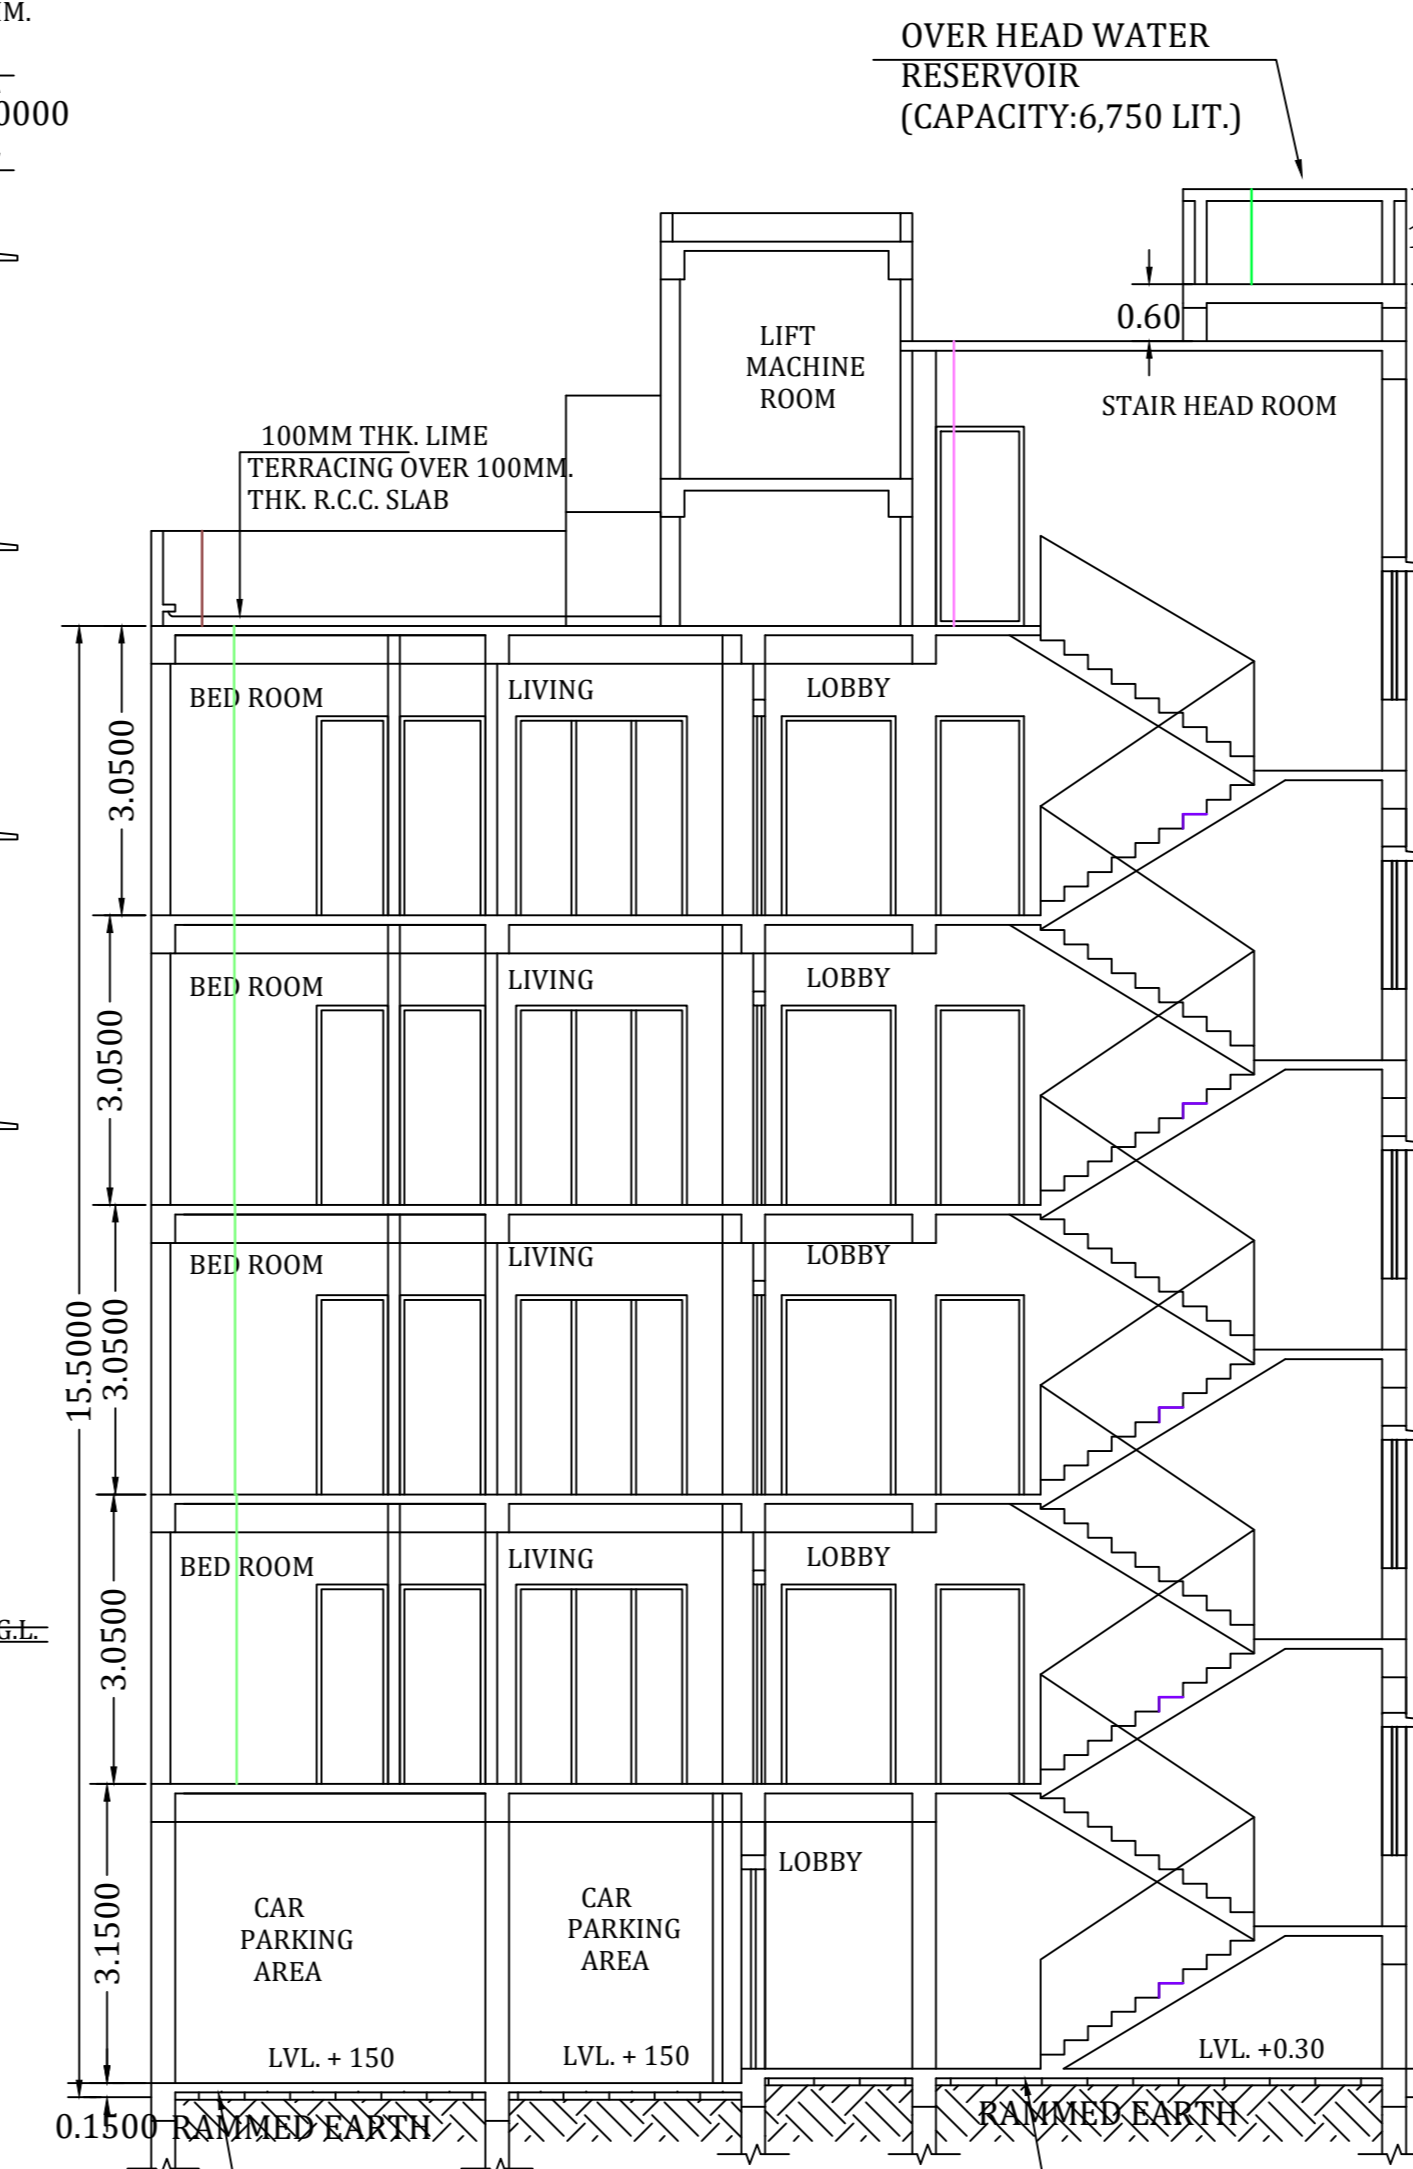 0000
OVER HEAD WATER
RESERVOIR
(CAPACITY:6,750 LIT.)
0.60
LIFT
MACHINE
ROOM
STAIR HEAD ROOM
100MM THK. LIME
TERRACING OVER 100MM.
THK. R.C.C. SLAB
BED ROOM
LIVING
LOBBY
3.0500
BED ROOM
LIVING
LOBBY
3.0500
BED ROOM
LIVING
LOBBY
15.5000
3.0500
BED ROOM
LIVING
LOBBY
3.0500
G.L.
LOBBY
CAR
PARKING
AREA
CAR
PARKING
AREA
3.1500
LVL. + 150
LVL. + 150
LVL. +0.30
0.1500
RAMMED EARTH
RAMMED EARTH